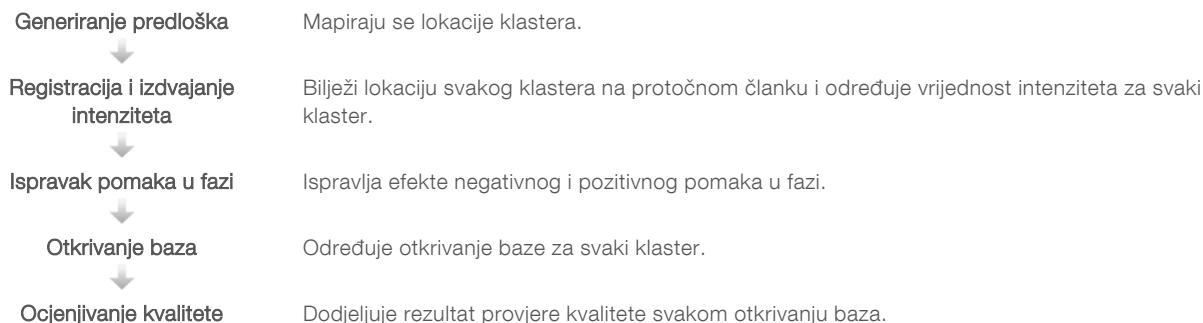 Generiranje predloška
Mapiraju se lokacije klastera.
Registracija i izdvajanje
intenziteta
Bilježi lokaciju svakog klastera na protočnom članku i određuje vrijednost intenziteta za svaki
klaster.
Ispravak pomaka u fazi
Ispravlja efekte negativnog i pozitivnog pomaka u fazi.
Otkrivanje baza
Određuje otkrivanje baze za svaki klaster.
Ocjenjivanje kvalitete
Dodjeljuje rezultat provjere kvalitete svakom otkrivanju baza.